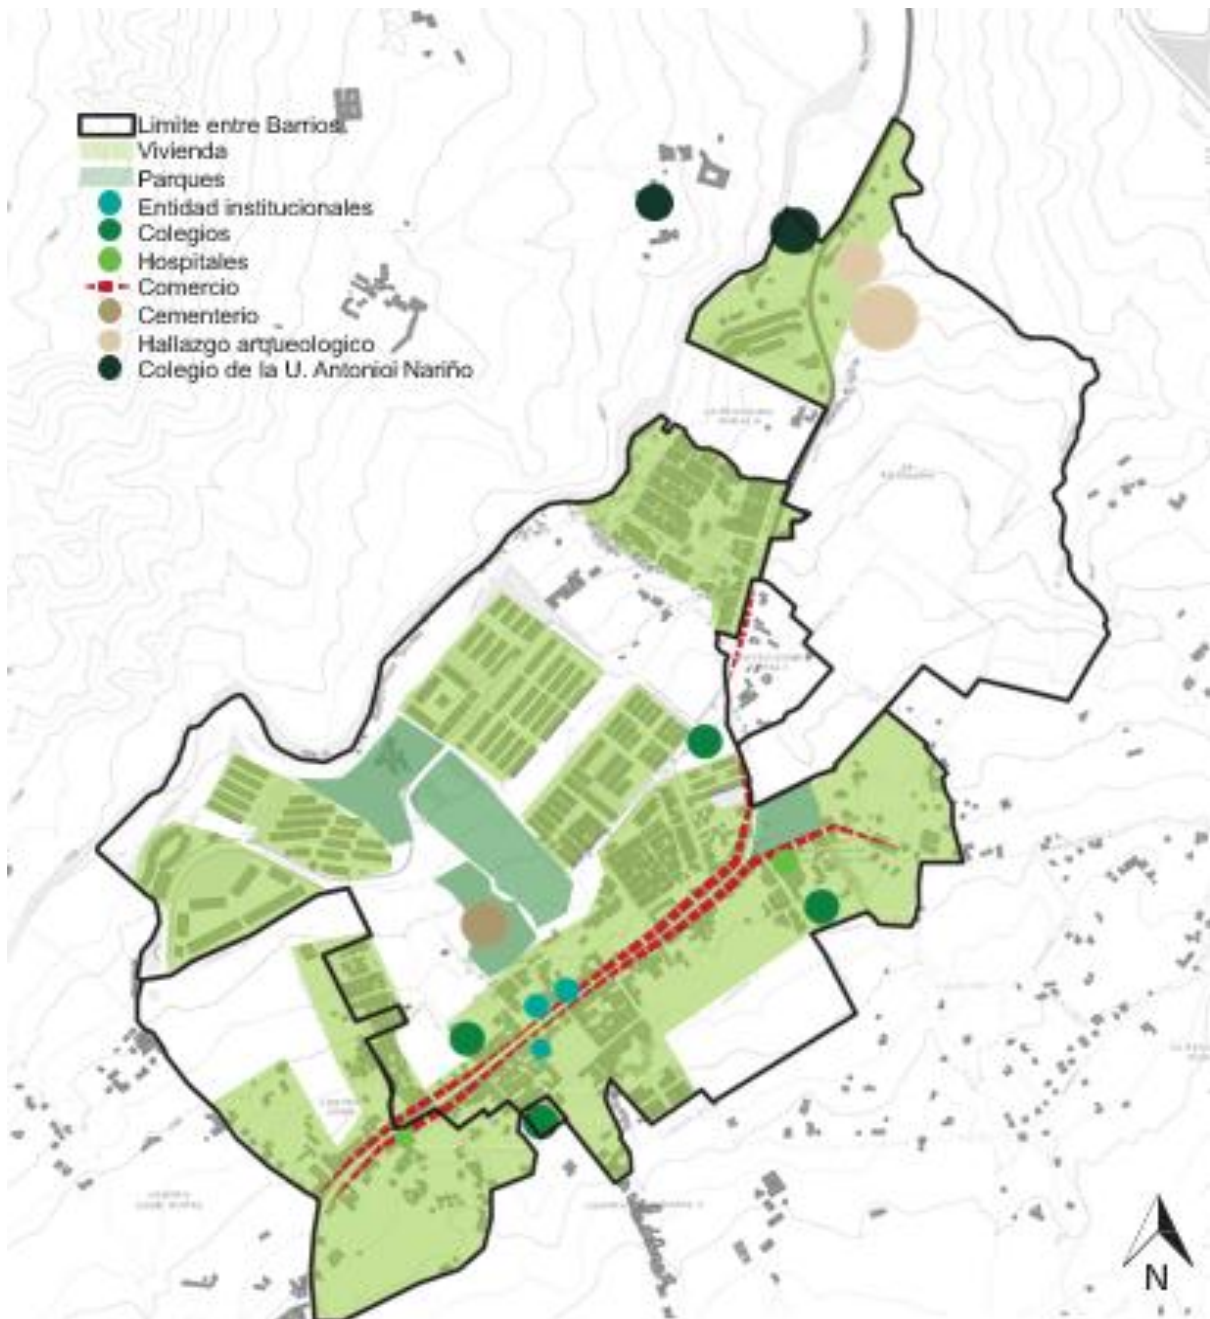 Limite entre Barrios
Vivienda
Parques
Entidad institucionales
Colegios
Hospitales
Comercio
Cementerio
Hallazgo arqueologico
Colegio de la U. Antonioi Nariño
N